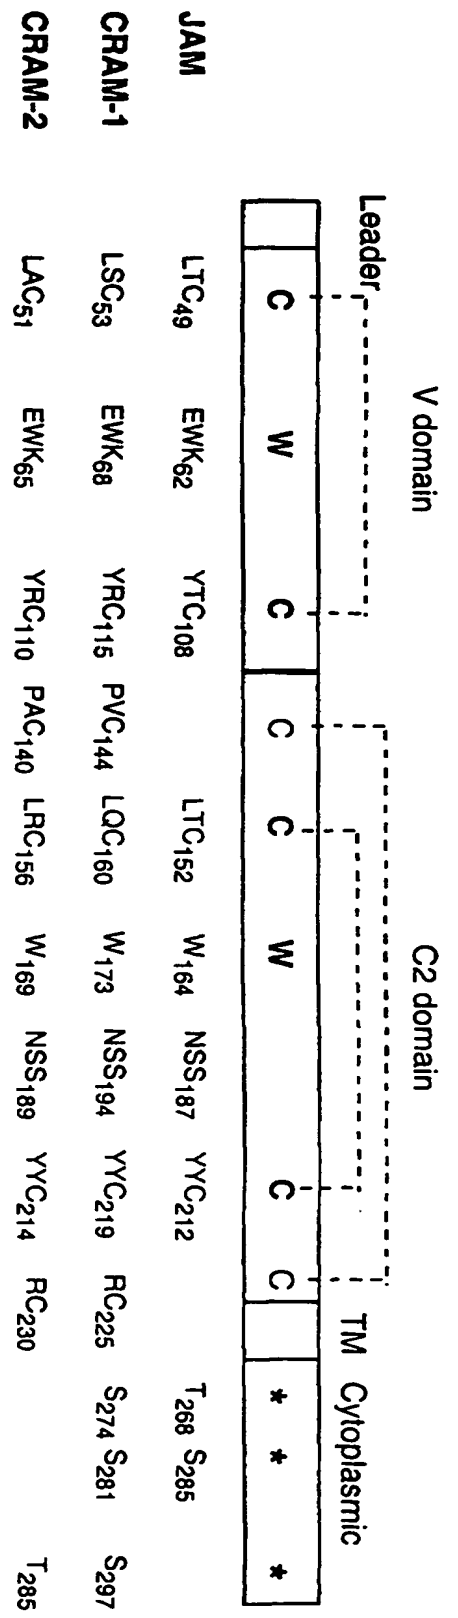 V domain C2 domain
Leader TM Cytoplasmic
C W C C C W C C * * *
JAM LTC49 EWK62 YTC108 LTC152 W164 NSS187 YYC212 T268 S285
CRAM-1 LSC53 EWK68 YRC115 PVC144 LQC160 W173 NSS194 YYC219 RC225 S274 S281 S297
CRAM-2 LAC51 EWK65 YRC110 PAC140 LRC156 W169 NSS189 YYC214 RC230 T285